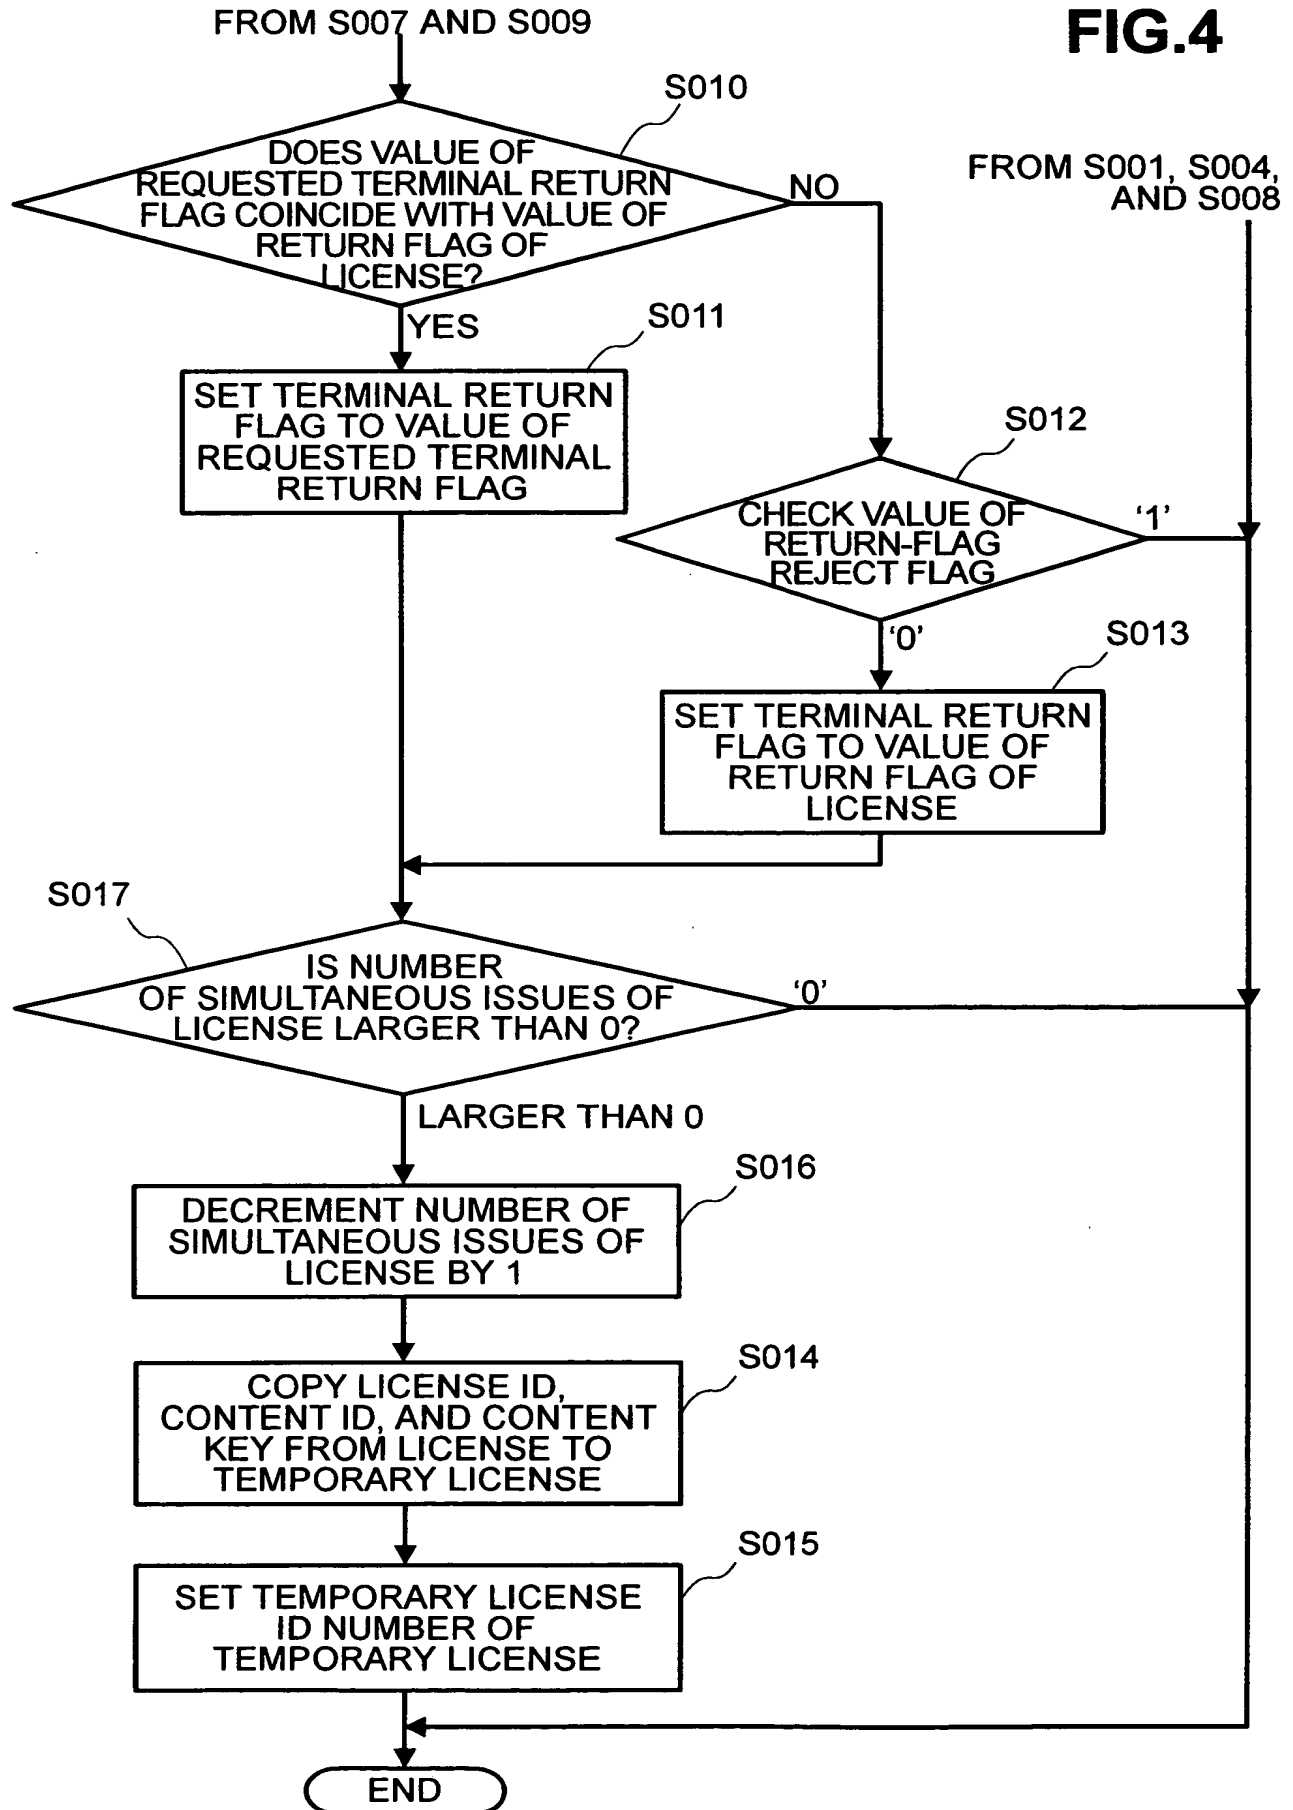 FROM S007 AND S009
FIG.4
S010
DOES VALUE OF
REQUESTED TERMINAL RETURN
FLAG COINCIDE WITH VALUE OF
RETURN FLAG OF
LICENSE?
NO
FROM S001, S004,
AND S008
YES
S011
SET TERMINAL RETURN
FLAG TO VALUE OF
REQUESTED TERMINAL
RETURN FLAG
S012
CHECK VALUE OF
RETURN-FLAG
REJECT FLAG
‘1’
‘0’
S013
SET TERMINAL RETURN
FLAG TO VALUE OF
RETURN FLAG OF
LICENSE
S017
IS NUMBER
OF SIMULTANEOUS ISSUES OF
LICENSE LARGER THAN 0?
‘0’
LARGER THAN 0
S016
DECREMENT NUMBER OF
SIMULTANEOUS ISSUES OF
LICENSE BY 1
S014
COPY LICENSE ID,
CONTENT ID, AND CONTENT
KEY FROM LICENSE TO
TEMPORARY LICENSE
S015
SET TEMPORARY LICENSE
ID NUMBER OF
TEMPORARY LICENSE
END